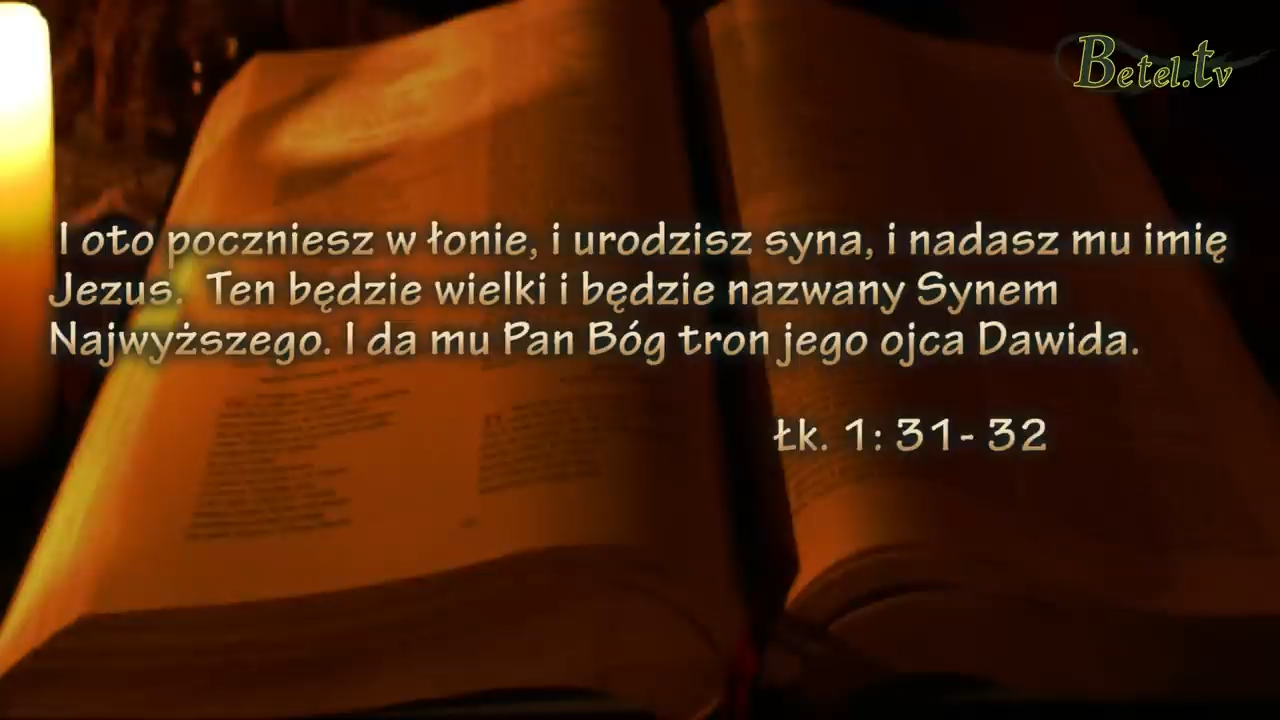 Betel.tv
I oto poczniesz w łonie, i urodzisz syna, i nadasz mu imię
Jezus. Ten będzie wielki i będzie nazwany Synem
Najwyższego. I da mu Pan Bóg tron jego ojca Dawida.
Łk. 1: 31- 32